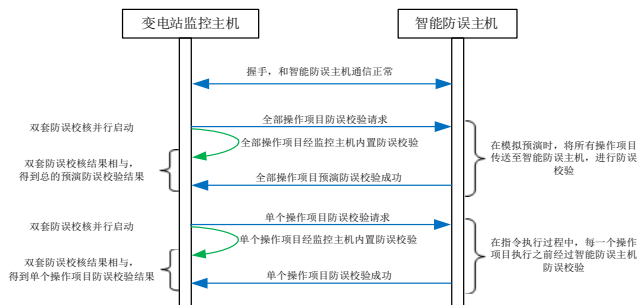 变电站监控主机
智能防误主机
握手，和智能防误主机通信正常
全部操作项目防误校验请求
双套防误校核并行启动
全部操作项目经监控主机内置防误校验
在模拟预演时，将所有操作项目
传送至智能防误主机，进行防误
校验
双套防误校核结果相与，
得到总的预演防误校验结果
全部操作项目预演防误校验成功
单个操作项目防误校验请求
双套防误校核并行启动
单个操作项目经监控主机内置防误校验
在指令执行过程中，每一个操作
项目执行之前经过智能防误主机
防误校验
双套防误校核结果相与，
得到单个操作项目防误校验结果
单个操作项目防误校验成功